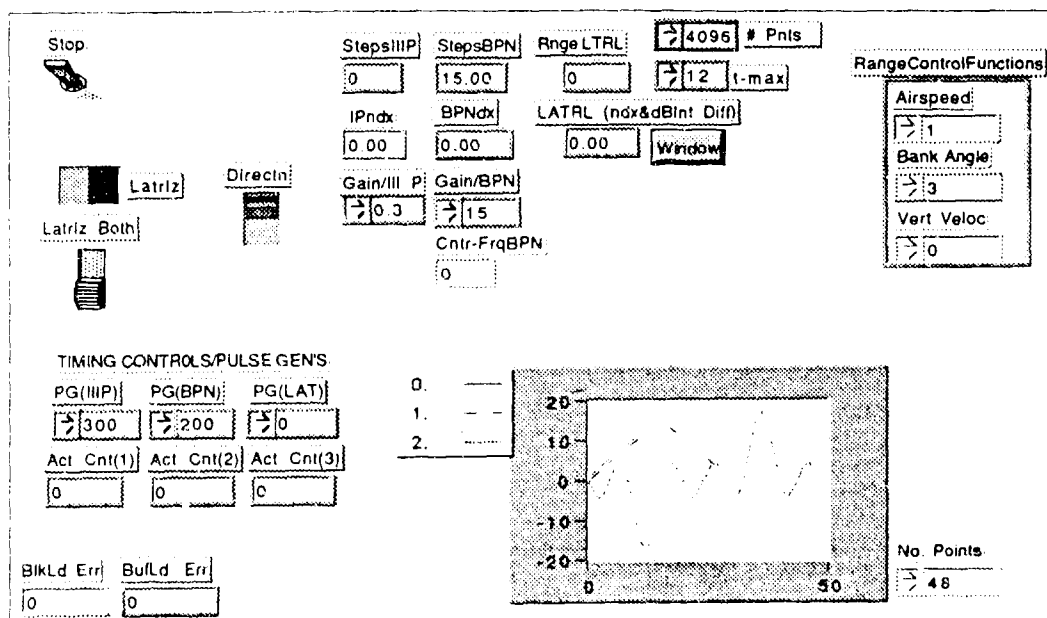 Stop
StepsIIIP StepsBPN Rnge LTRL 4096 # Pnts
0 15.00 0 12 t-max
RangeControlFunctions
IPndx BPNdx LATRL (ndx&dBInt Diff)
0.00 0.00 0.00 Window
Airspeed
1
Bank Angle
3
Vert Veloc
0
Latrlz Directn
Gain/III P Gain/BPN
0.3 15
Latrlz Both
Cntr-FrqBPN
0
TIMING CONTROLS/PULSE GEN'S
PG(IIIP) PG(BPN) PG(LAT)
300 200 0
Act Cnt(1) Act Cnt(2) Act Cnt(3)
0 0 0
0.
1.
2.
20
10
0
-10
-20
0 50
No. Points
48
BlkLd Err BufLd Err
0 0